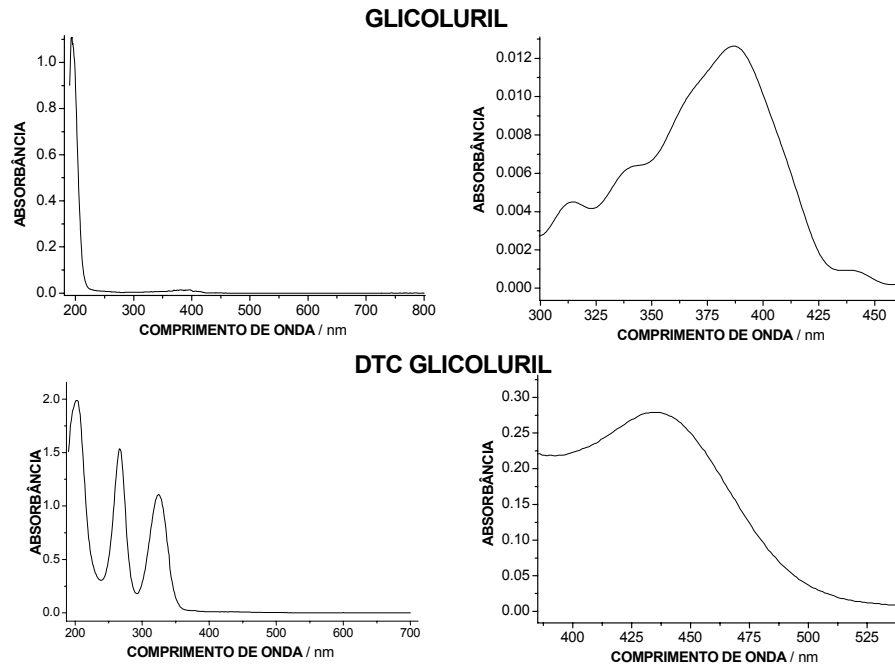 GLICOLURIL
ABSORBÂNCIA
1.0
0.8
0.6
0.4
0.2
0.0
200 300 400 500 600 700 800
COMPRIMENTO DE ONDA / nm
ABSORBÂNCIA
0.012
0.010
0.008
0.006
0.004
0.002
0.000
300 325 350 375 400 425 450
COMPRIMENTO DE ONDA / nm
DTC GLICOLURIL
ABSORBÂNCIA
2.0
1.5
1.0
0.5
0.0
200 300 400 500 600 700
COMPRIMENTO DE ONDA / nm
ABSORBÂNCIA
0.30
0.25
0.20
0.15
0.10
0.05
0.00
400 425 450 475 500 525
COMPRIMENTO DE ONDA / nm